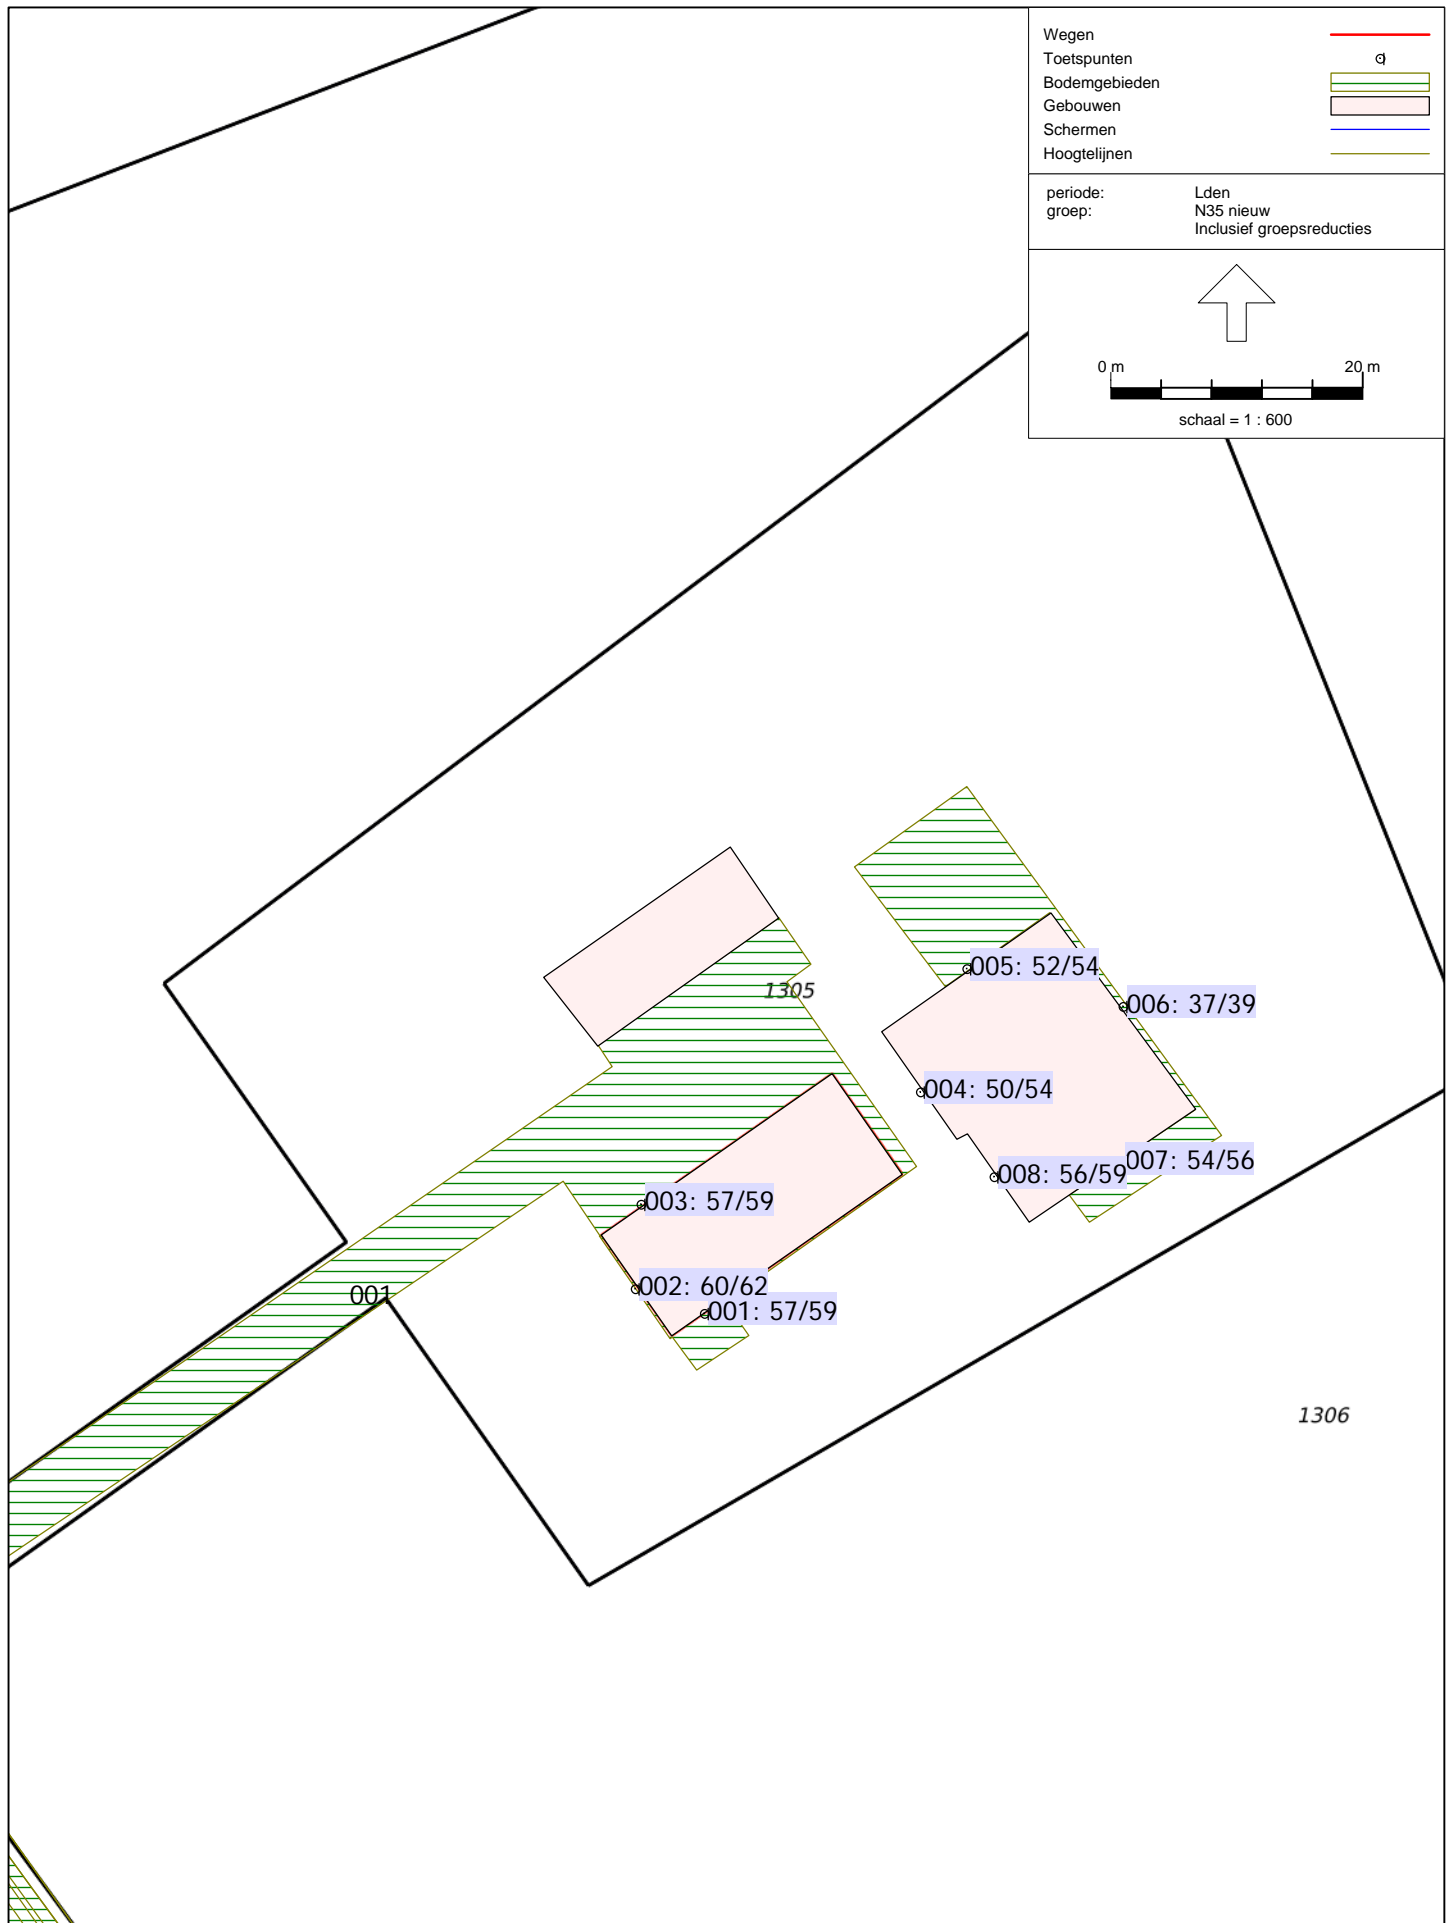 Wegen
Toetspunten
Bodemgebieden
Gebouwen
Schermen
Hoogtelijnen
periode: Lden
groep: N35 nieuw
Inclusief groepsreducties
0 m 20 m
schaal = 1 : 600
005: 52/54
1305
006: 37/39
004: 50/54
007: 54/56
008: 56/59
003: 57/59
002: 60/62
001
001: 57/59
1306